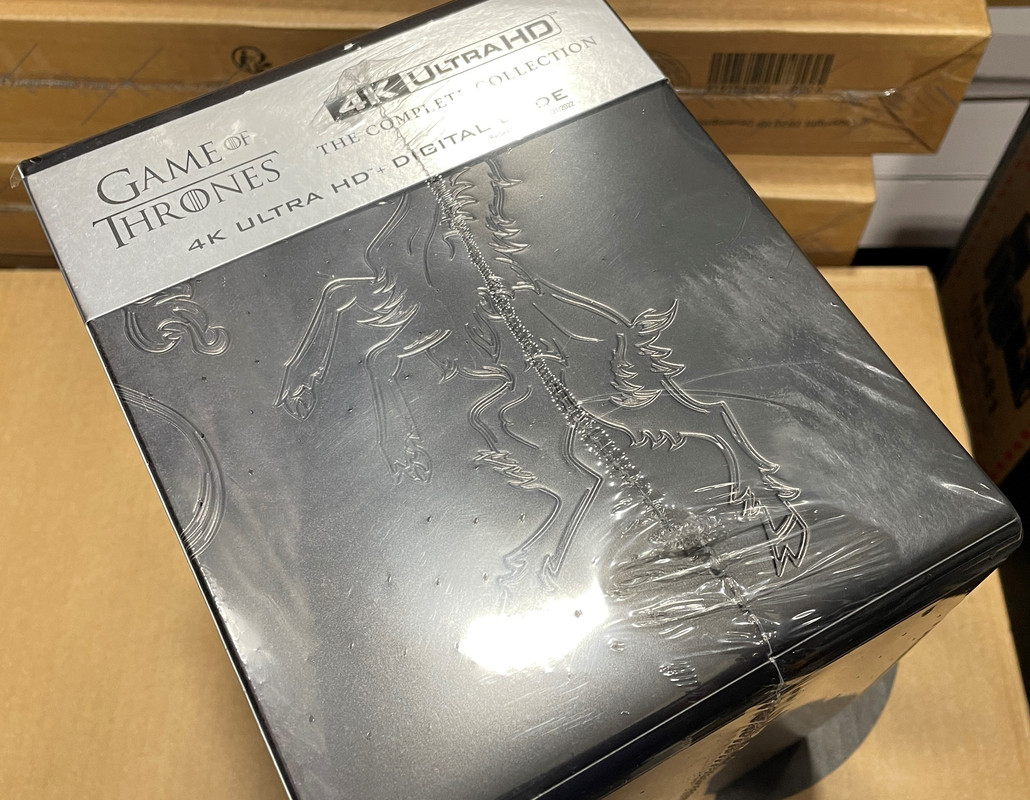 4K ULTRA HD
THE COMPLETE COLLECTION
GAME OF
THRONES
4K ULTRA HD + DIGITAL